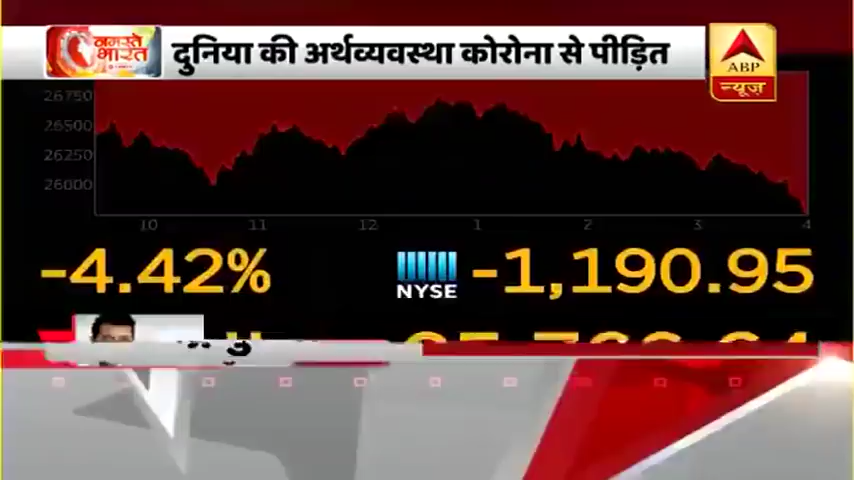 नमस्ते भारत
दुनिया की अर्थव्यवस्था कोरोना से पीड़ित
ABP
न्यूज़
26750
26500
26250
26000
10 11 12 1 2 3 4
-4.42% NYSE -1,190.95